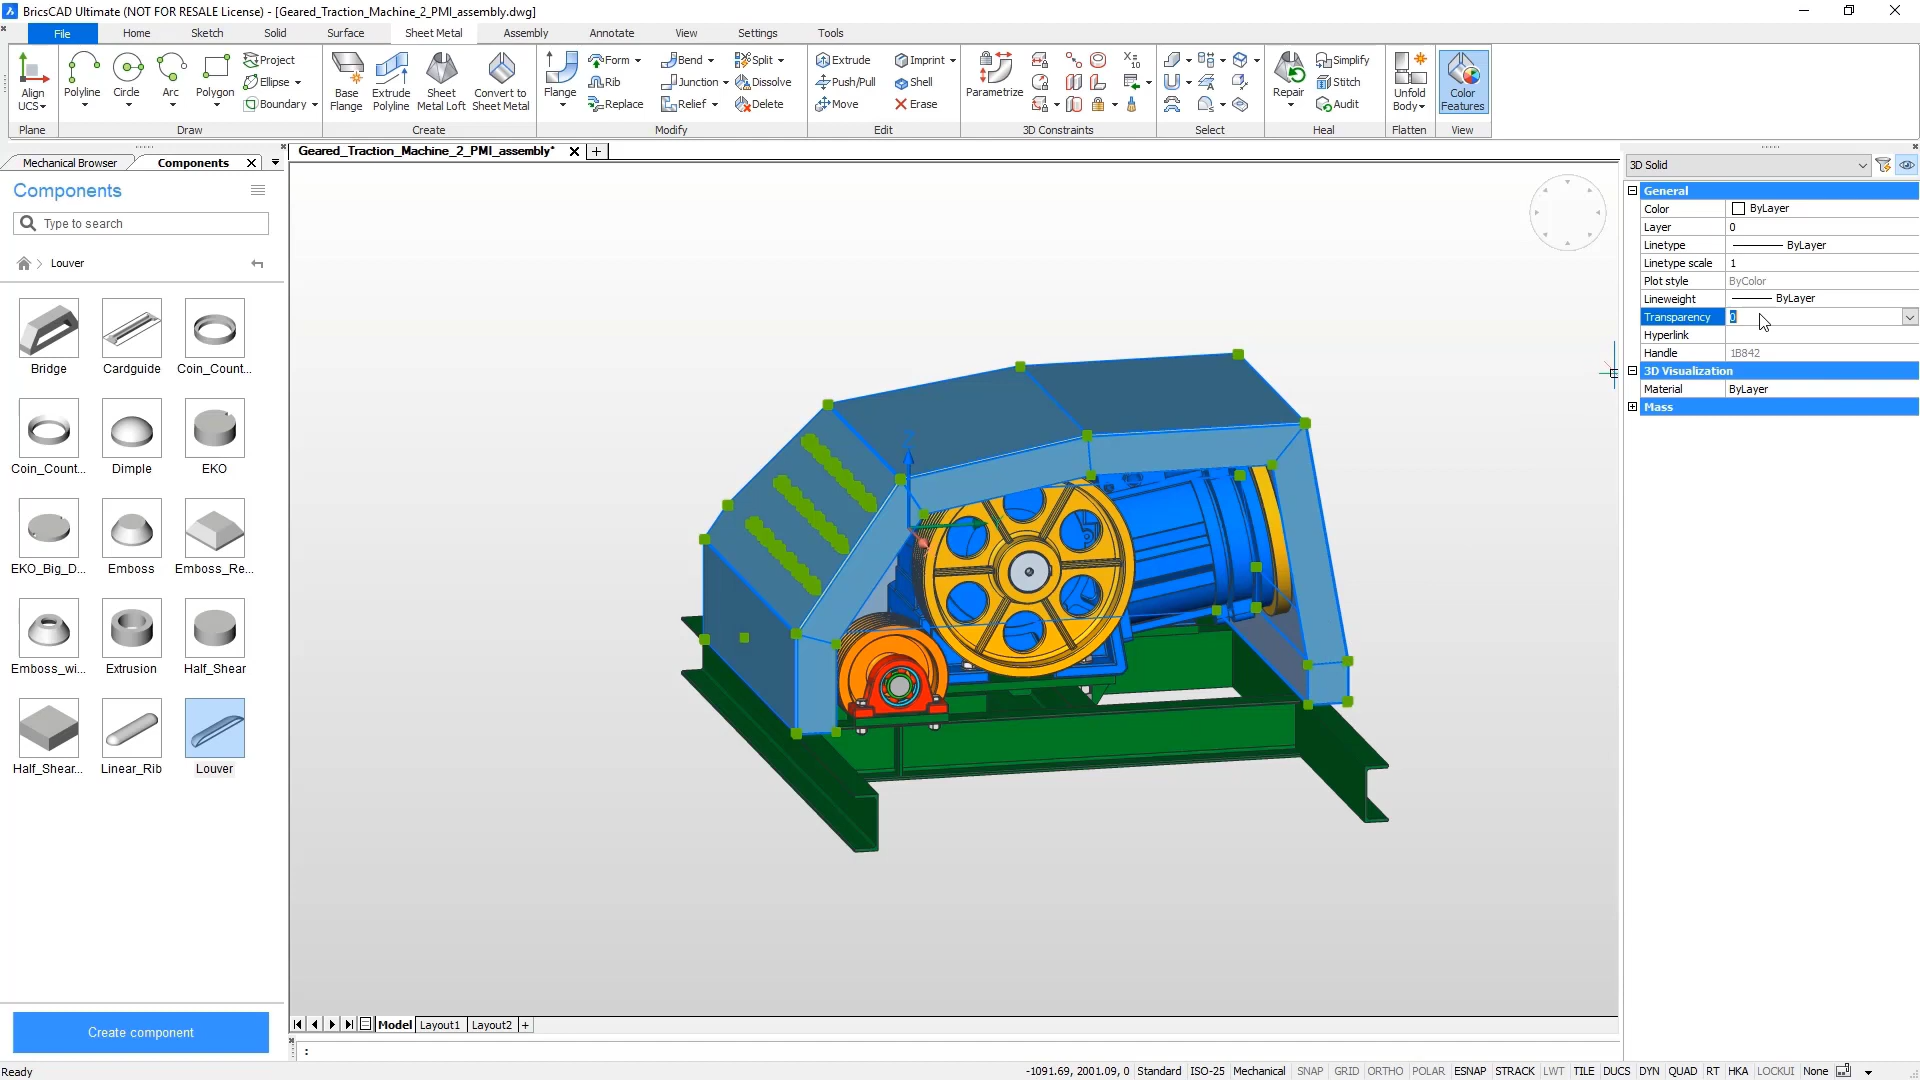 BricsCAD Ultimate (NOT FOR RESALE License) - [Geared_Traction_Machine_2_PMI_assembly.dwg]
File Home Sketch Solid Surface Sheet Metal Assembly Annotate View Settings Tools
Align UCS
Plane
Polyline Circle Arc Polygon
Project
Ellipse
Boundary
Draw
Base Flange
Extrude Polyline
Sheet Metal Loft
Convert to Sheet Metal
Create
Flange
Form
Rib
Replace
Bend
Junction
Relief
Split
Dissolve
Delete
Modify
Extrude
Push/Pull
Move
Imprint
Shell
Erase
Edit
Parametrize
3D Constraints
Select
Repair
Simplify
Stitch
Audit
Heal
Unfold Body
Flatten
Color Features
View
Mechanical Browser
Components
Geared_Traction_Machine_2_PMI_assembly*
Components
Type to search
Louver
Bridge Cardguide Coin_Count...
Coin_Count... Dimple EKO
EKO_Big_D... Emboss Emboss_Re...
Emboss_wi... Extrusion Half_Shear
Half_Shear... Linear_Rib Louver
Create component
3D Solid
General
Color ByLayer
Layer 0
Linetype ByLayer
Linetype scale 1
Plot style ByColor
Lineweight ByLayer
Transparency 0
Hyperlink
Handle 1B842
3D Visualization
Material ByLayer
Mass
Model Layout1 Layout2 +
:
Ready
-1091.69, 2001.09, 0 Standard ISO-25 Mechanical SNAP GRID ORTHO POLAR ESNAP STRACK LWT TILE DUCS DYN QUAD RT HKA LOCKUI None